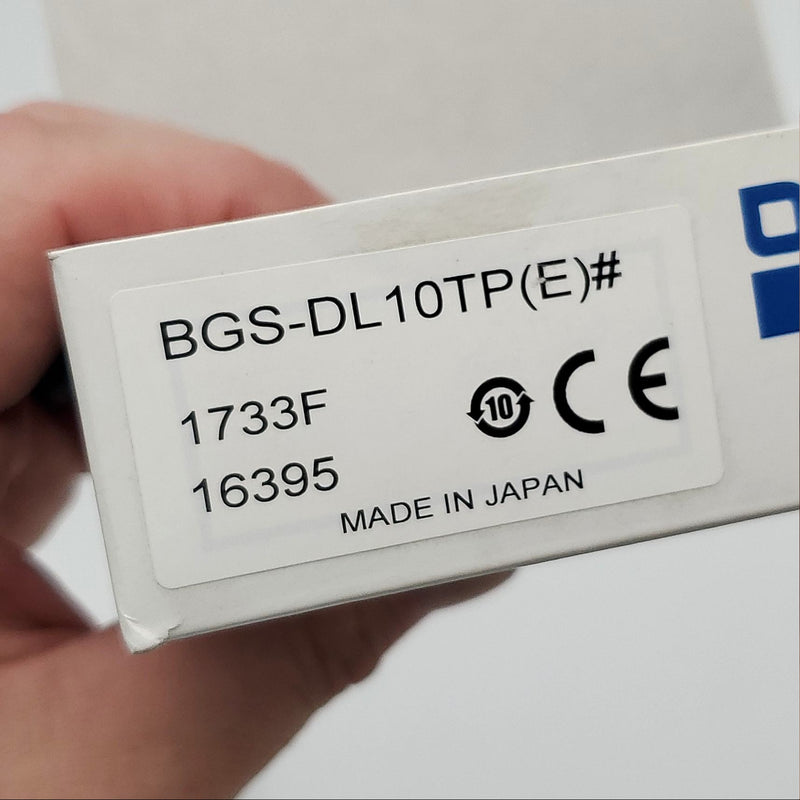 BGS-DL10TP(E)#
1733F
10
CE
16395
MADE IN JAPAN